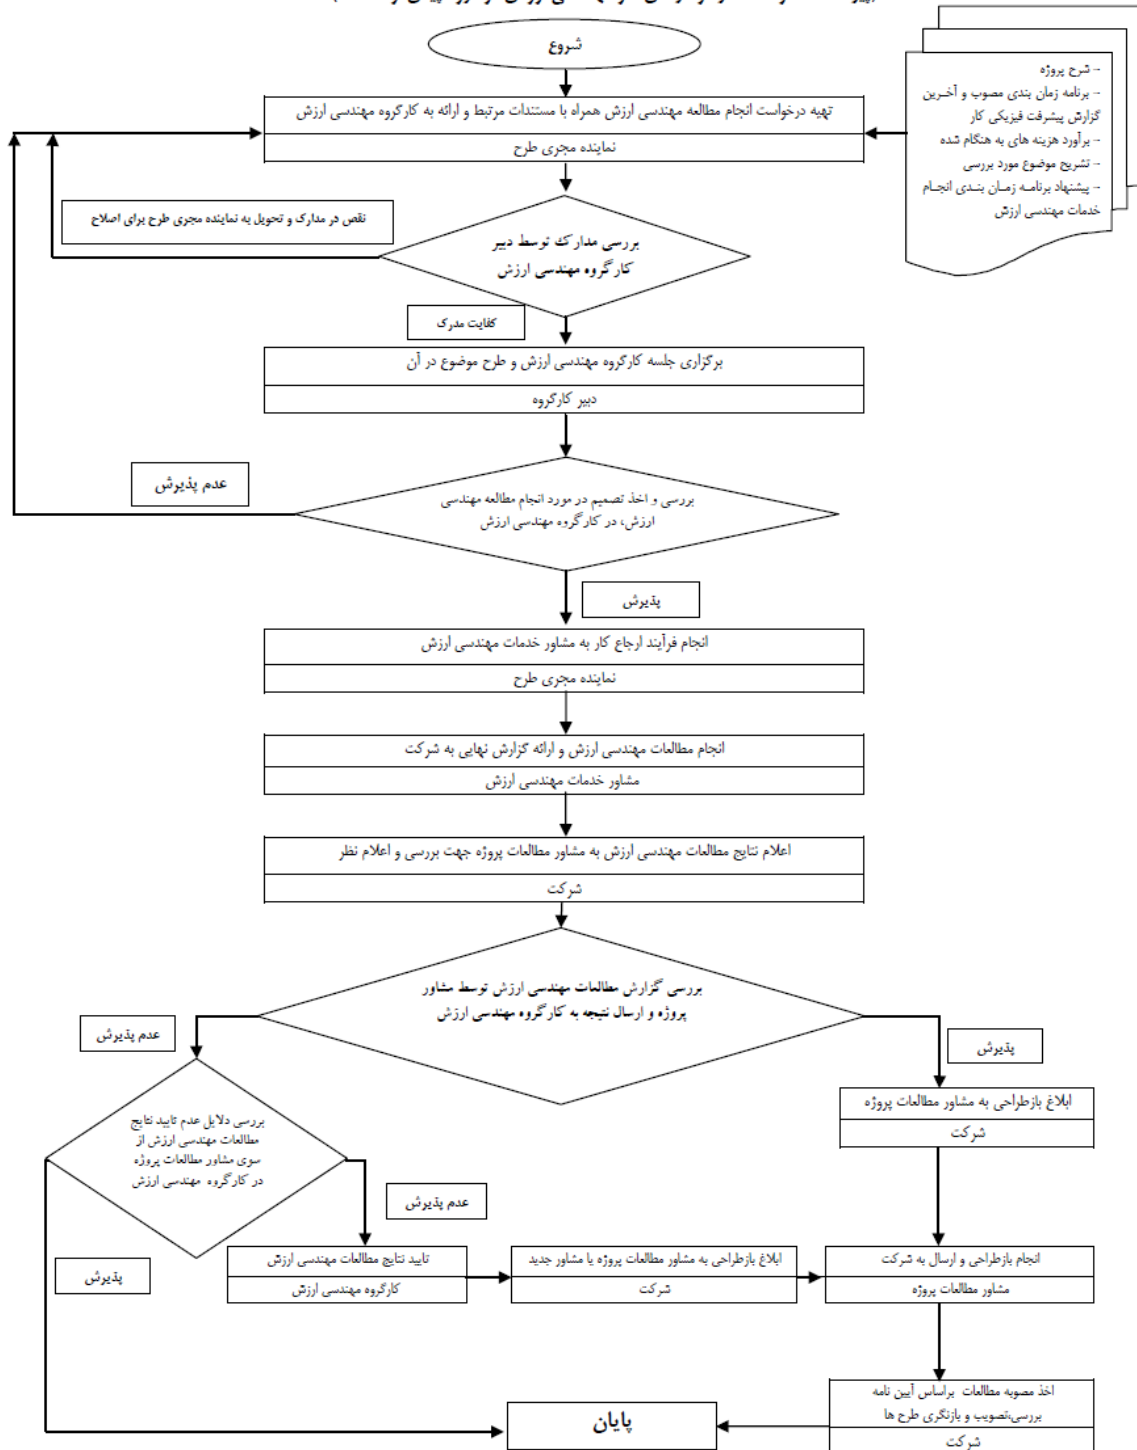 شروع
- شرح پروژه
- برنامه زمان بندی مصوب و آخرین
گزارش پیشرفت فیزیکی کار
- برآورد هزینه های به هنگام شده
- تشریح موضوع مورد بررسی
- پیشنهاد برنامه زمان بندی انجام
خدمات مهندسی ارزش
تهیه درخواست انجام مطالعه مهندسی ارزش همراه با مستندات مرتبط و ارائه به کارگروه مهندسی ارزش
نماینده مجری طرح
نقص در مدارک و تحویل به نماینده مجری طرح برای اصلاح
بررسی مدارک توسط دبیر
کارگروه مهندسی ارزش
کفایت مدرک
برگزاری جلسه کارگروه مهندسی ارزش و طرح موضوع در آن
دبیر کارگروه
عدم پذیرش
بررسی و اخذ تصمیم در مورد انجام مطالعه مهندسی
ارزش، در کارگروه مهندسی ارزش
پذیرش
انجام فرآیند ارجاع کار به مشاور خدمات مهندسی ارزش
نماینده مجری طرح
انجام مطالعات مهندسی ارزش و ارائه گزارش نهایی به شرکت
مشاور خدمات مهندسی ارزش
اعلام نتایج مطالعات مهندسی ارزش به مشاور مطالعات پروژه جهت بررسی و اعلام نظر
شرکت
بررسی گزارش مطالعات مهندسی ارزش توسط مشاور
پروژه و ارسال نتیجه به کارگروه مهندسی ارزش
پذیرش
عدم پذیرش
ابلاغ بازطراحی به مشاور مطالعات پروژه
شرکت
بررسی دلایل عدم تایید نتایج
مطالعات مهندسی ارزش از
سوی مشاور مطالعات پروژه
در کارگروه مهندسی ارزش
عدم پذیرش
پذیرش
انجام بازطراحی و ارسال به شرکت
مشاور مطالعات پروژه
ابلاغ بازطراحی به مشاور مطالعات پروژه یا مشاور جدید
شرکت
تایید نتایج مطالعات مهندسی ارزش
کارگروه مهندسی ارزش
اخذ مصوبه مطالعات براساس آیین نامه
بررسی،تصویب و بازنگری طرح ها
شرکت
پایان